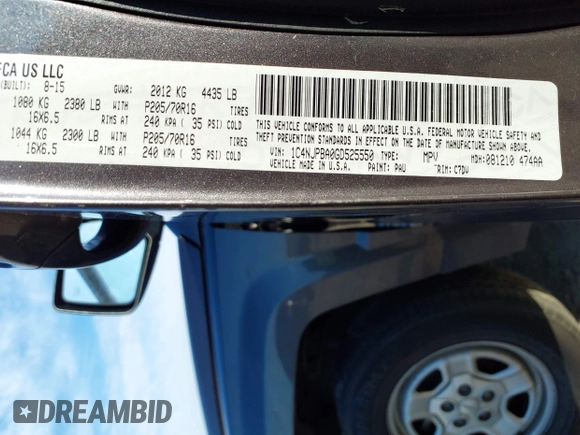 FCA US LLC
(BUILT): 8-15 GVWR: 2012 KG 4435 LB
1080 KG 2380 LB WITH P205/70R16 TIRES
16X6.5 RIMS AT 240 KPA ( 35 PSI) COLD
1044 KG 2300 LB WITH P205/70R16 TIRES
16X6.5 RIMS AT 240 KPA ( 35 PSI) COLD
THIS VEHICLE CONFORMS TO ALL APPLICABLE U.S.A. FEDERAL MOTOR VEHICLE SAFETY AND
THEFT PREVENTION STANDARDS IN EFFECT ON THE DATE OF MANUFACTURE SHOWN ABOVE.
VIN: 1C4NJPBA0GD525550 TYPE: MPV MDH: 081210 474AA
MADE IN U.S.A. PAINT: PAU TRIM: C7DV
DREAMBID